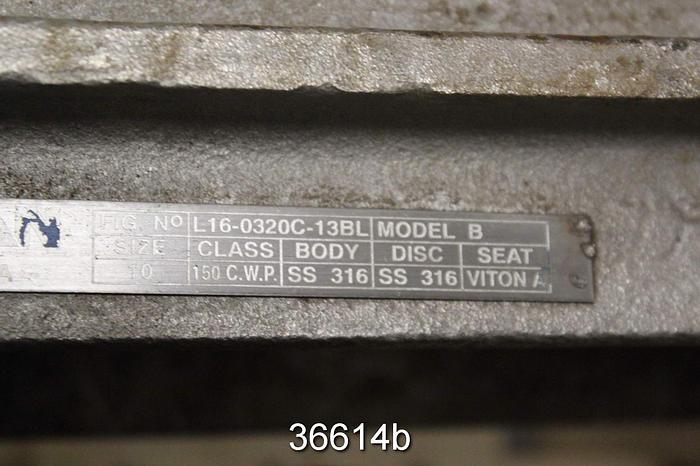 FIG. Nº L16-0320C-13BL MODEL B
SIZE CLASS BODY DISC SEAT
10 150 C.W.P. SS 316 SS 316 VITON A
36614b